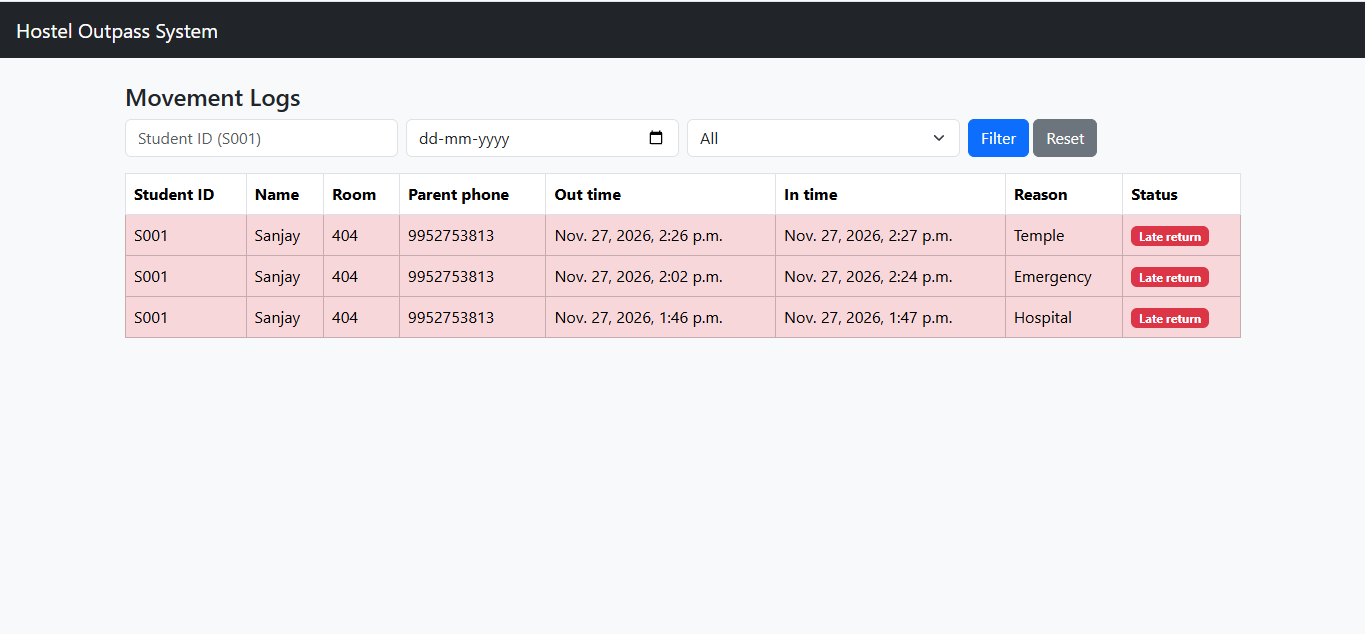 Hostel Outpass System
Movement Logs
Student ID (S001) dd-mm-yyyy All Filter Reset
Student ID Name Room Parent phone Out time In time Reason Status
S001 Sanjay 404 9952753813 Nov. 27, 2026, 2:26 p.m. Nov. 27, 2026, 2:27 p.m. Temple Late return
S001 Sanjay 404 9952753813 Nov. 27, 2026, 2:02 p.m. Nov. 27, 2026, 2:24 p.m. Emergency Late return
S001 Sanjay 404 9952753813 Nov. 27, 2026, 1:46 p.m. Nov. 27, 2026, 1:47 p.m. Hospital Late return